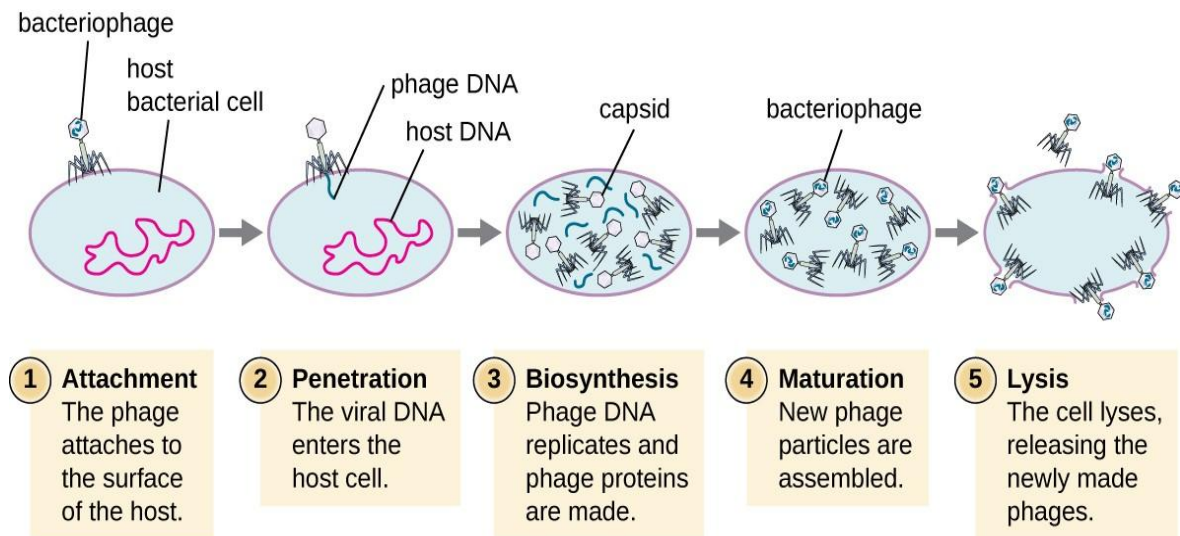 bacteriophage
host
bacterial cell
phage DNA
host DNA
capsid
bacteriophage
1 Attachment
The phage
attaches to
the surface
of the host.
2 Penetration
The viral DNA
enters the
host cell.
3 Biosynthesis
Phage DNA
replicates and
phage proteins
are made.
4 Maturation
New phage
particles are
assembled.
5 Lysis
The cell lyses,
releasing the
newly made
phages.